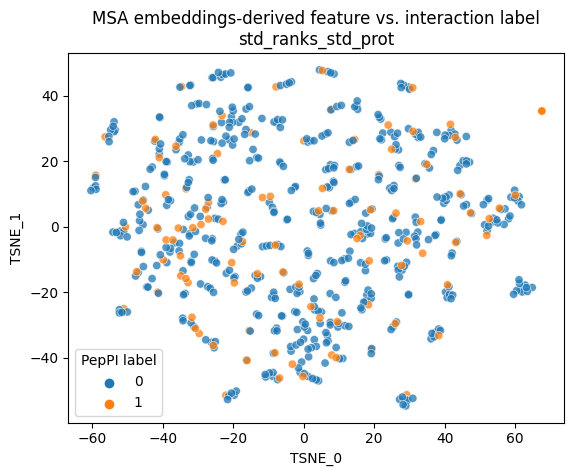 MSA embeddings-derived feature vs. interaction label
std_ranks_std_prot
40
20
0
−20
−40
TSNE_1
PepPI label
0
1
−60
−40
−20
0
20
40
60
TSNE_0